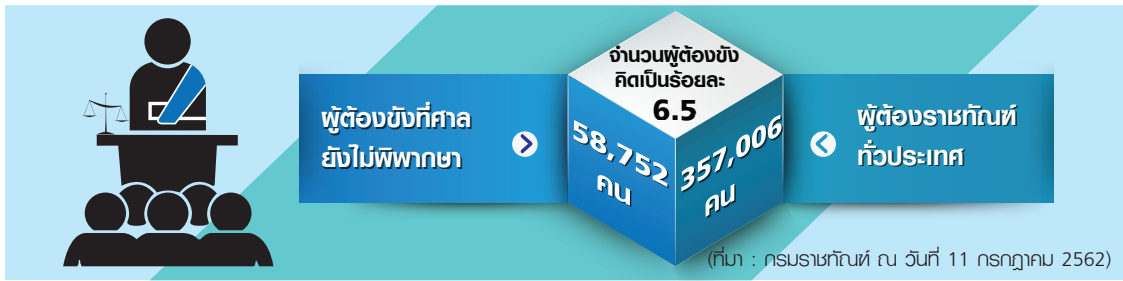 ผู้ต้องขังที่ศาล
ยังไม่พิพากษา
จำนวนผู้ต้องขัง
คิดเป็นร้อยละ
6.5
58,752
คน
357,006
คน
ผู้ต้องราชทัณฑ์
ทั่วประเทศ
(ที่มา : กรมราชทัณฑ์ ณ วันที่ 11 กรกฎาคม 2562)